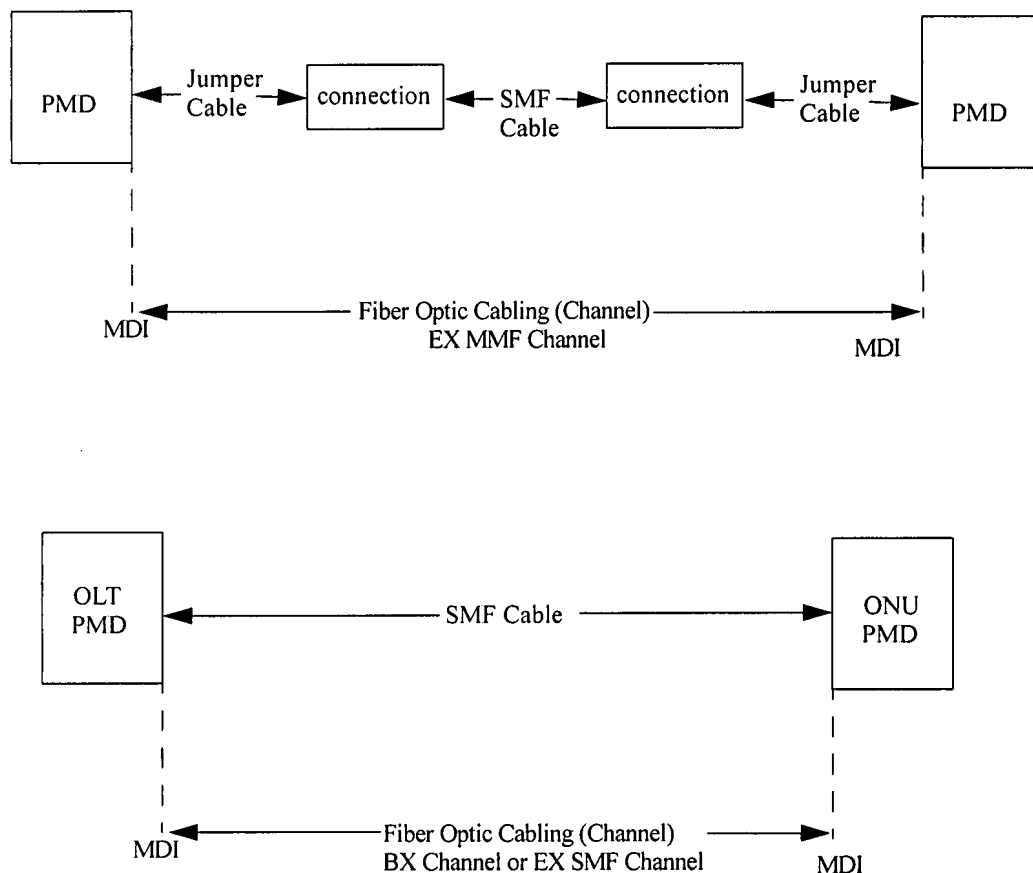 PMD
Jumper
Cable
connection
SMF
Cable
connection
Jumper
Cable
PMD
MDI
Fiber Optic Cabling (Channel)
EX MMF Channel
MDI
OLT
PMD
SMF Cable
ONU
PMD
MDI
Fiber Optic Cabling (Channel)
BX Channel or EX SMF Channel
MDI